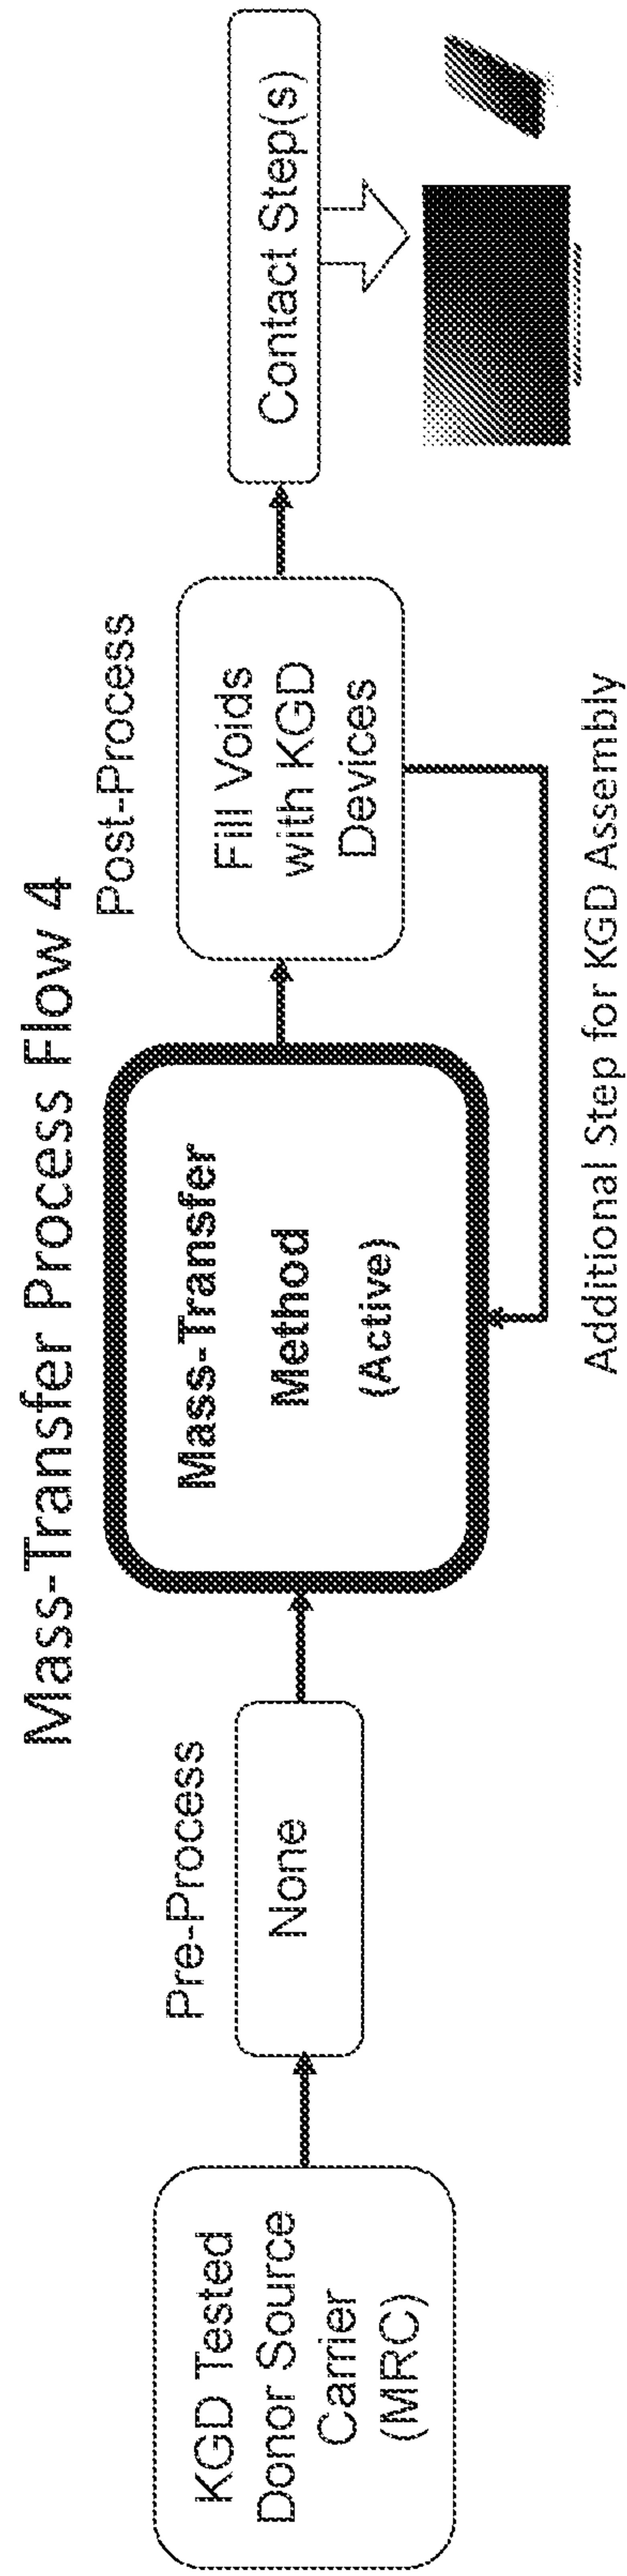 Mass-Transfer Process Flow 4
KGD Tested
Donor Source
Carrier
(MRC)
Pre-Process
None
Mass-Transfer
Method
(Active)
Post-Process
Fill Voids
with KGD
Devices
Contact Step(s)
Additional Step for KGD Assembly